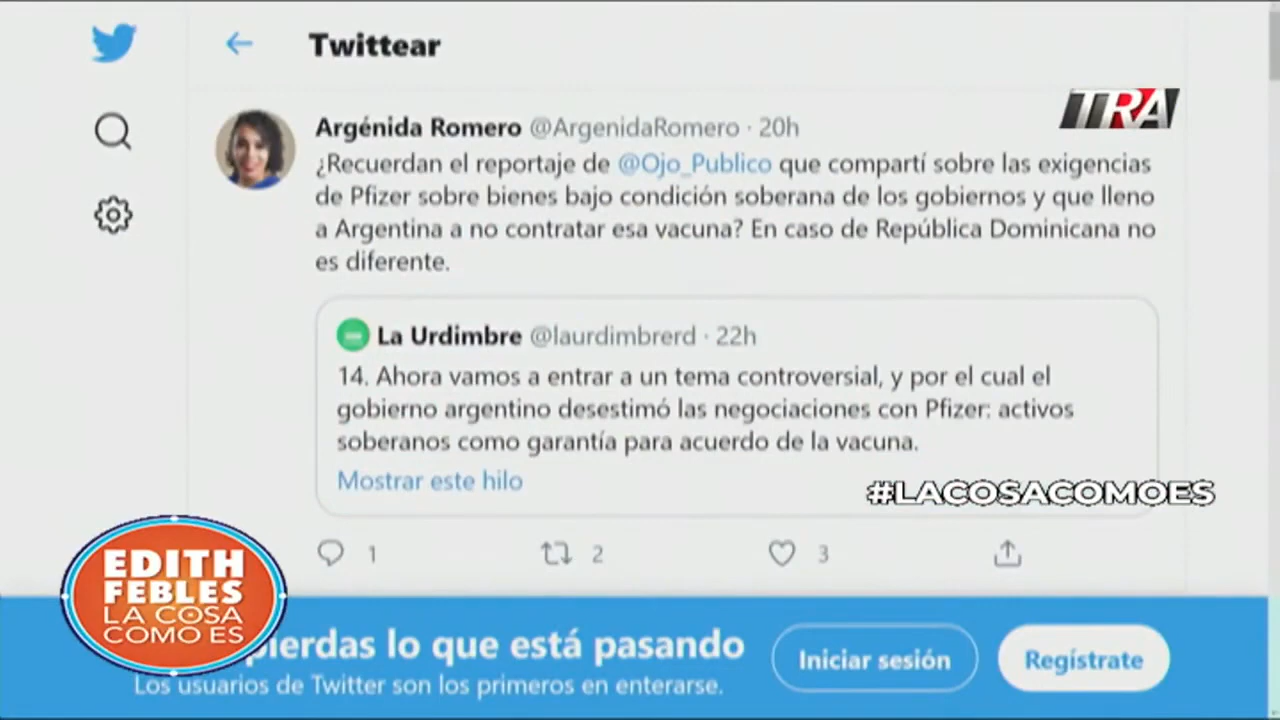 Twittear
TRA
Argénida Romero @ArgenidaRomero · 20h
¿Recuerdan el reportaje de @Ojo_Publico que compartí sobre las exigencias
de Pfizer sobre bienes bajo condición soberana de los gobiernos y que lleno
a Argentina a no contratar esa vacuna? En caso de República Dominicana no
es diferente.
La Urdimbre @laurdimbrerd · 22h
14. Ahora vamos a entrar a un tema controversial, y por el cual el
gobierno argentino desestimó las negociaciones con Pfizer: activos
soberanos como garantía para acuerdo de la vacuna.
Mostrar este hilo
#LACOSACOMOES
1 2 3
EDITH
FEBLES
LA COSA
COMO ES
pierdas lo que está pasando
Los usuarios de Twitter son los primeros en enterarse.
Iniciar sesión
Regístrate